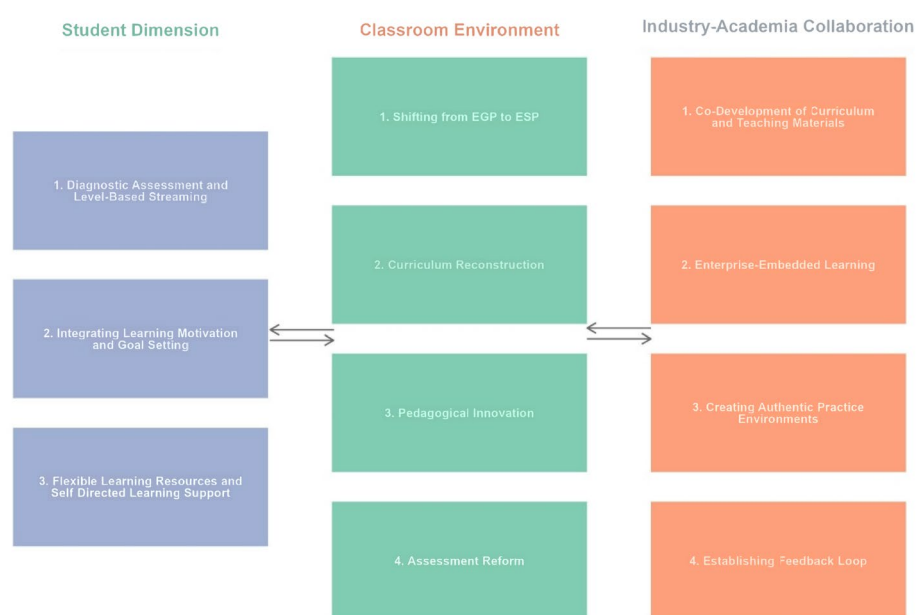 Student Dimension
1. Diagnostic Assessment and
Level-Based Streaming
2. Integrating Learning Motivation
and Goal Setting
3. Flexible Learning Resources and
Self Directed Learning Support
Classroom Environment
1. Shifting from EGP to ESP
2. Curriculum Reconstruction
3. Pedagogical Innovation
4. Assessment Reform
Industry-Academia Collaboration
1. Co-Development of Curriculum
and Teaching Materials
2. Enterprise-Embedded Learning
3. Creating Authentic Practice
Environments
4. Establishing Feedback Loop